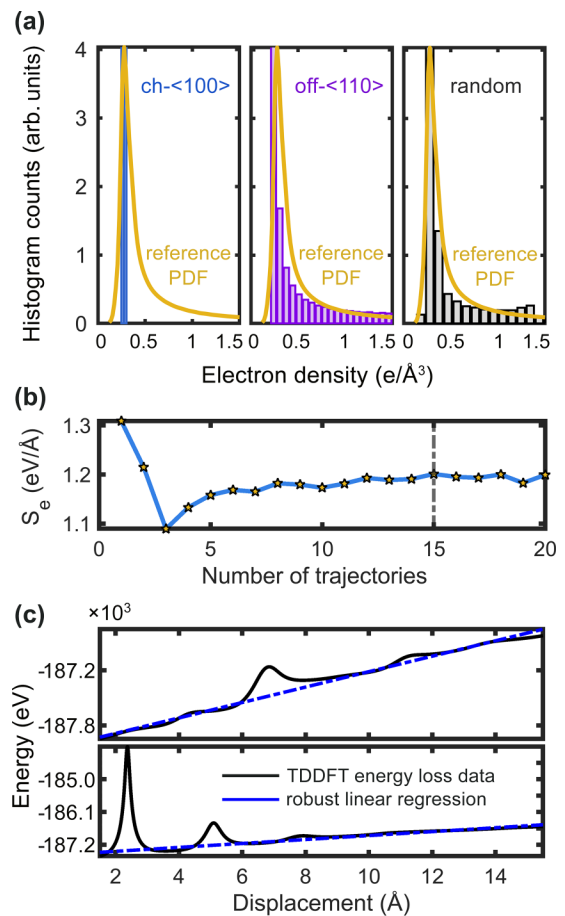 (a)
Histogram counts (arb. units)
4
3
2
1
0
ch-<100>
off-<110>
random
reference
PDF
reference
PDF
reference
PDF
0
0.5
1
1.5
0
0.5
1
1.5
0
0.5
1
1.5
Electron density (e/Å³)
(b)
Sₑ (eV/Å)
1.3
1.2
1.1
0
5
10
15
20
Number of trajectories
(c)
×10³
Energy (eV)
-187.2
-187.8
-185.0
-186.1
-187.2
TDDFT energy loss data
robust linear regression
2
4
6
8
10
12
14
Displacement (Å)